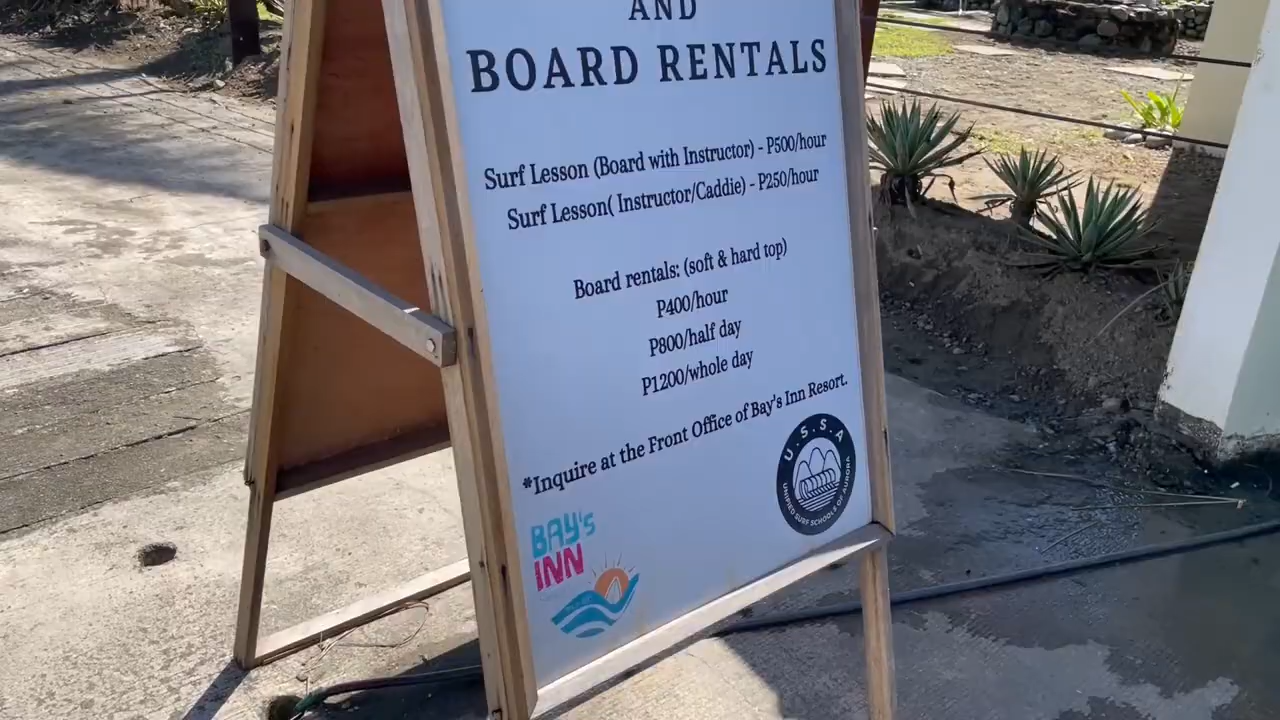 AND
BOARD RENTALS
Surf Lesson (Board with Instructor) - P500/hour
Surf Lesson( Instructor/Caddie) - P250/hour
Board rentals: (soft & hard top)
P400/hour
P800/half day
P1200/whole day
*Inquire at the Front Office of Bay's Inn Resort.
BAY's
INN
U.S.S.A
UNIFIED SURF SCHOOLS OF AURORA